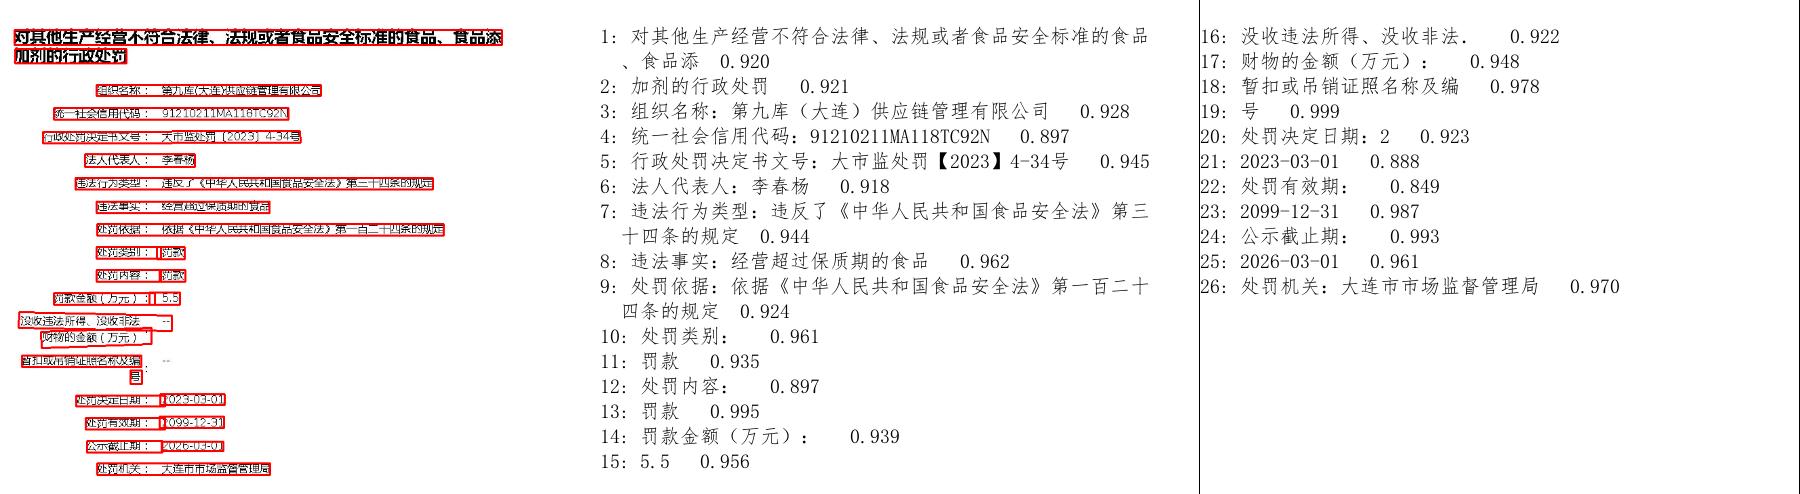 对其他生产经营不符合法律、法规或者食品安全标准的食品、食品添
加剂的行政处罚
组织名称： 第九库(大连)供应链管理有限公司
统一社会信用代码： 91210211MA118TC92N
行政处罚决定书文号： 大市监处罚〔2023〕4-34号
法人代表人： 李春杨
违法行为类型： 违反了《中华人民共和国食品安全法》第三十四条的规定
违法事实： 经营超过保质期的食品
处罚依据： 依据《中华人民共和国食品安全法》第一百二十四条的规定
处罚类别： 罚款
处罚内容： 罚款
罚款金额（万元）： 5.5
没收违法所得、没收非法 --
财物的金额（万元）：
暂扣或吊销证照名称及编 --
号：
处罚决定日期： 2023-03-01
处罚有效期： 2099-12-31
公示截止期： 2026-03-01
处罚机关： 大连市市场监督管理局
1: 对其他生产经营不符合法律、法规或者食品安全标准的食品
、食品添 0.920
2: 加剂的行政处罚 0.921
3: 组织名称：第九库（大连）供应链管理有限公司 0.928
4: 统一社会信用代码：91210211MA118TC92N 0.897
5: 行政处罚决定书文号：大市监处罚【2023】4-34号 0.945
6: 法人代表人：李春杨 0.918
7: 违法行为类型：违反了《中华人民共和国食品安全法》第三
十四条的规定 0.944
8: 违法事实：经营超过保质期的食品 0.962
9: 处罚依据：依据《中华人民共和国食品安全法》第一百二十
四条的规定 0.924
10: 处罚类别： 0.961
11: 罚款 0.935
12: 处罚内容： 0.897
13: 罚款 0.995
14: 罚款金额（万元）： 0.939
15: 5.5 0.956
16: 没收违法所得、没收非法. 0.922
17: 财物的金额（万元）： 0.948
18: 暂扣或吊销证照名称及编 0.978
19: 号 0.999
20: 处罚决定日期：2 0.923
21: 2023-03-01 0.888
22: 处罚有效期： 0.849
23: 2099-12-31 0.987
24: 公示截止期： 0.993
25: 2026-03-01 0.961
26: 处罚机关：大连市市场监督管理局 0.970